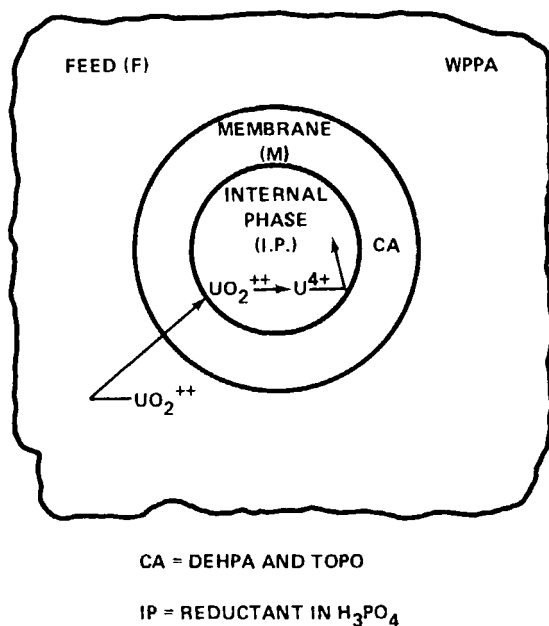 FEED (F)
WPPA
MEMBRANE
(M)
INTERNAL
PHASE
(I.P.)
CA
UO₂⁺⁺ → U⁴⁺
UO₂⁺⁺
CA = DEHPA AND TOPO
IP = REDUCTANT IN H₃PO₄